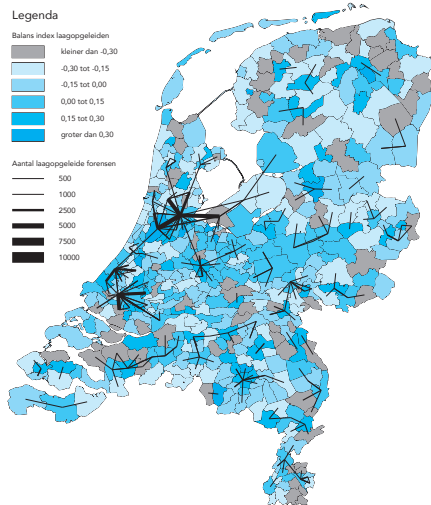 Legenda
Balans index laagopgeleiden
kleiner dan -0,30
-0,30 tot -0,15
-0,15 tot 0,00
0,00 tot 0,15
0,15 tot 0,30
groter dan 0,30
Aantal laagopgeleide forensen
500
1000
2500
5000
7500
10000